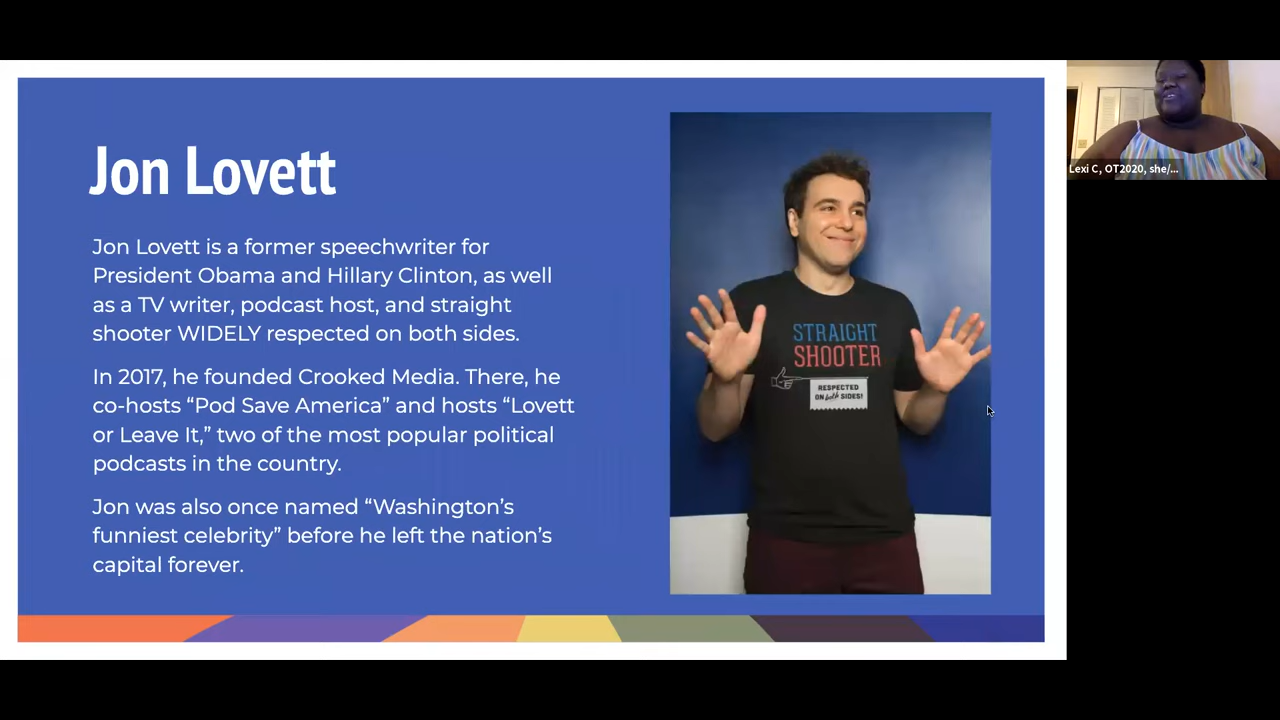 Jon Lovett
Jon Lovett is a former speechwriter for
President Obama and Hillary Clinton, as well
as a TV writer, podcast host, and straight
shooter WIDELY respected on both sides.
In 2017, he founded Crooked Media. There, he
co-hosts “Pod Save America” and hosts “Lovett
or Leave It,” two of the most popular political
podcasts in the country.
Jon was also once named “Washington’s
funniest celebrity” before he left the nation’s
capital forever.
STRAIGHT
SHOOTER
RESPECTED
ON both SIDES!
Lexi C, OT2020, she/...